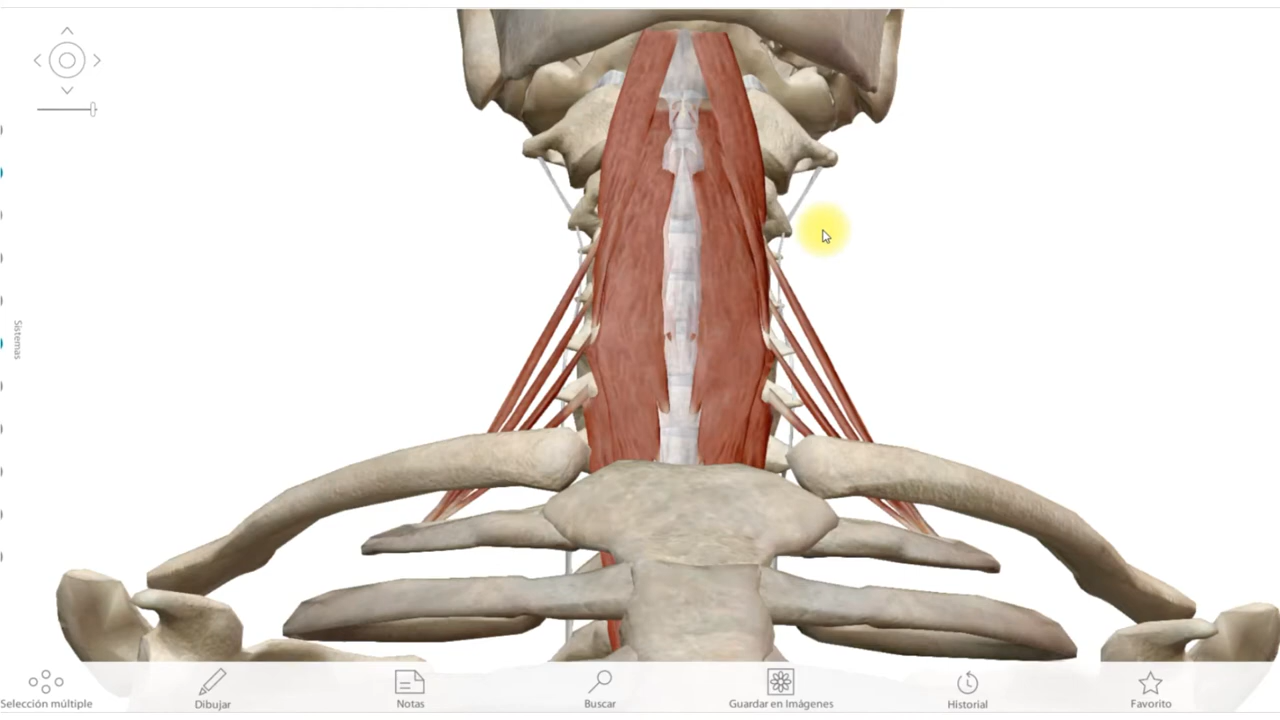 Sistemas
Selección múltiple
Dibujar
Notas
Buscar
Guardar en Imágenes
Historial
Favorito